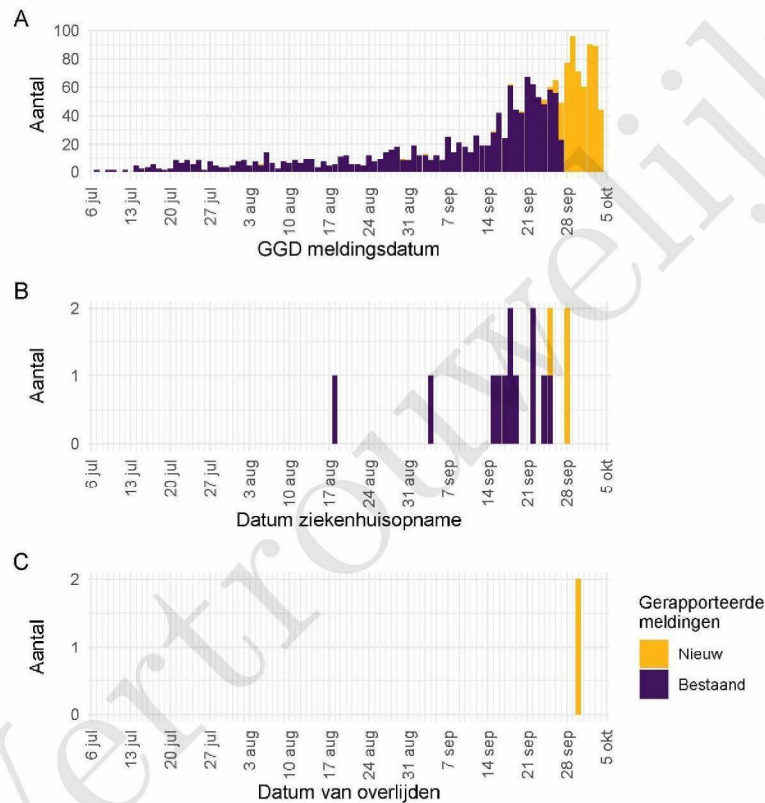 A
Aantal
100
80
60
40
20
0
6 jul
13 jul
20 jul
27 jul
3 aug
10 aug
17 aug
24 aug
31 aug
7 sep
14 sep
21 sep
28 sep
5 okt
GGD meldingsdatum
B
Aantal
2
1
0
6 jul
13 jul
20 jul
27 jul
3 aug
10 aug
17 aug
24 aug
31 aug
7 sep
14 sep
21 sep
28 sep
5 okt
Datum ziekenhuisopname
C
Aantal
2
1
0
6 jul
13 jul
20 jul
27 jul
3 aug
10 aug
17 aug
24 aug
31 aug
7 sep
14 sep
21 sep
28 sep
5 okt
Datum van overlijden
Gerapporteerde
meldingen
Nieuw
Bestaand
Vertrouwelijk